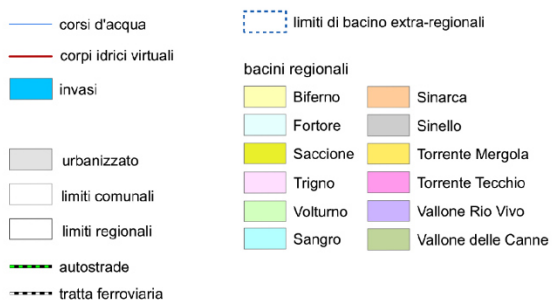 corsi d'acqua
corpi idrici virtuali
invasi
urbanizzato
limiti comunali
limiti regionali
autostrade
tratta ferroviaria
limiti di bacino extra-regionali
bacini regionali
Biferno
Fortore
Saccione
Trigno
Volturno
Sangro
Sinarca
Sinello
Torrente Mergola
Torrente Tecchio
Vallone Rio Vivo
Vallone delle Canne